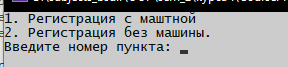 1. Регистрация с маштной
2. Регистрация без машины.
Введите номер пункта: